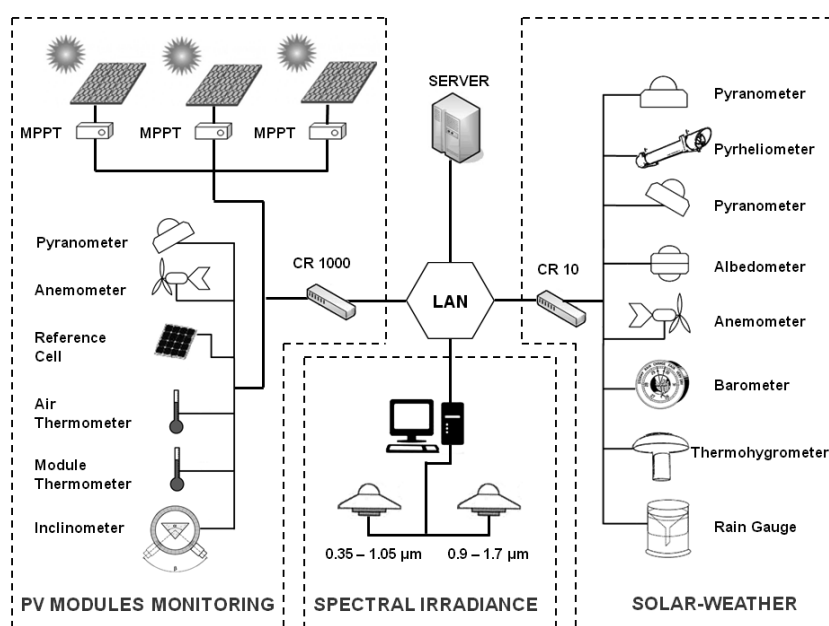 SERVER
MPPT
MPPT
MPPT
Pyranometer
Anemometer
Reference
Cell
Air
Thermometer
Module
Thermometer
Inclinometer
α
β
CR 1000
LAN
CR 10
0.35 – 1.05 µm
0.9 – 1.7 µm
Pyranometer
Pyrheliometer
Pyranometer
Albedometer
Anemometer
Barometer
Thermohygrometer
Rain Gauge
PV MODULES MONITORING
SPECTRAL IRRADIANCE
SOLAR-WEATHER